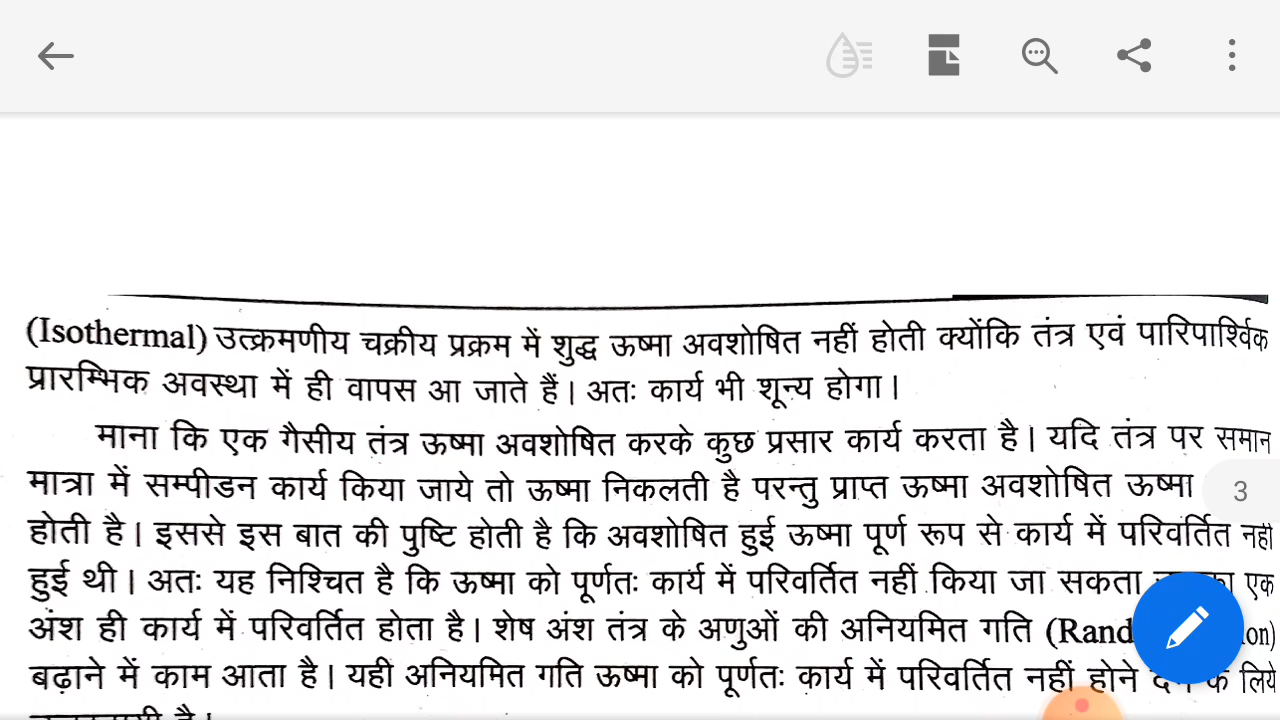 (Isothermal) उत्क्रमणीय चक्रीय प्रक्रम में शुद्ध ऊष्मा अवशोषित नहीं होती क्योंकि तंत्र एवं पारिपार्श्विक
प्रारम्भिक अवस्था में ही वापस आ जाते हैं। अतः कार्य भी शून्य होगा।
माना कि एक गैसीय तंत्र ऊष्मा अवशोषित करके कुछ प्रसार कार्य करता है। यदि तंत्र पर समान
मात्रा में सम्पीडन कार्य किया जाये तो ऊष्मा निकलती है परन्तु प्राप्त ऊष्मा अवशोषित ऊष्मा
3
होती है। इससे इस बात की पुष्टि होती है कि अवशोषित हुई ऊष्मा पूर्ण रूप से कार्य में परिवर्तित नहीं
हुई थी। अतः यह निश्चित है कि ऊष्मा को पूर्णतः कार्य में परिवर्तित नहीं किया जा सकता एक
अंश ही कार्य में परिवर्तित होता है। शेष अंश तंत्र के अणुओं की अनियमित गति
बढ़ाने में काम आता है। यही अनियमित गति ऊष्मा को पूर्णतः कार्य में परिवर्तित नहीं होने के लिये